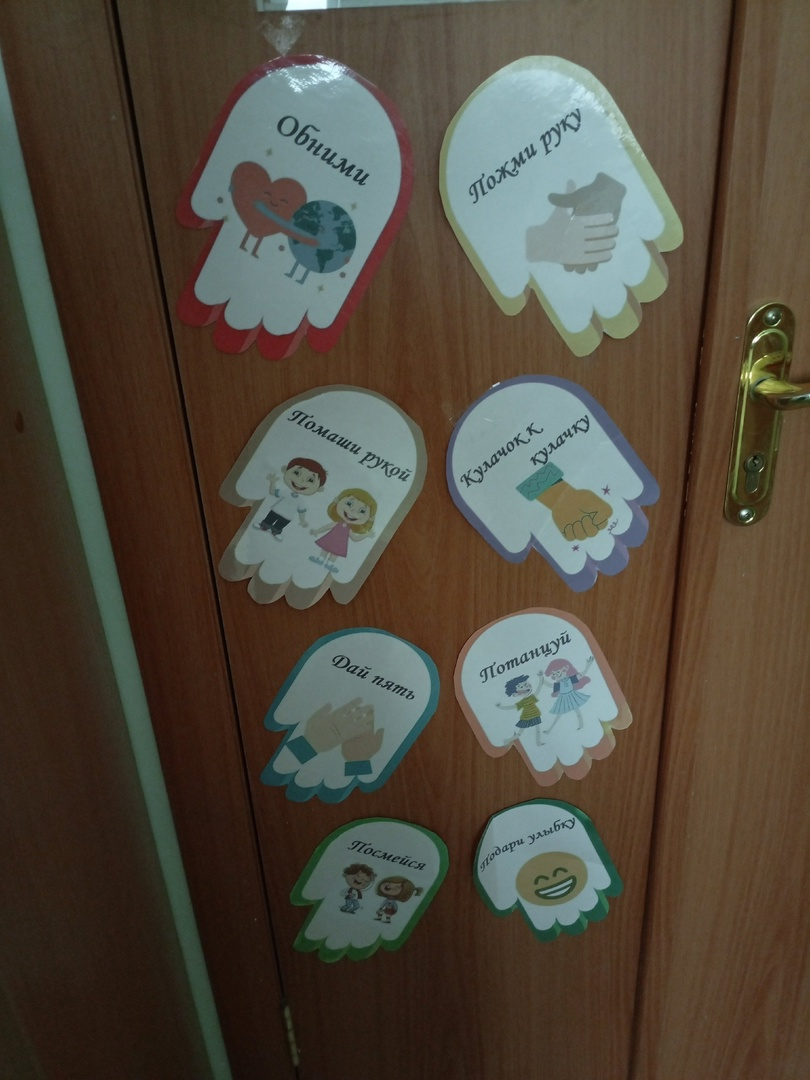 Обними
Пожми руку
Помаши рукой
Кулачок к
кулачку
Дай пять
Потанцуй
Посмейся
Подари улыбку